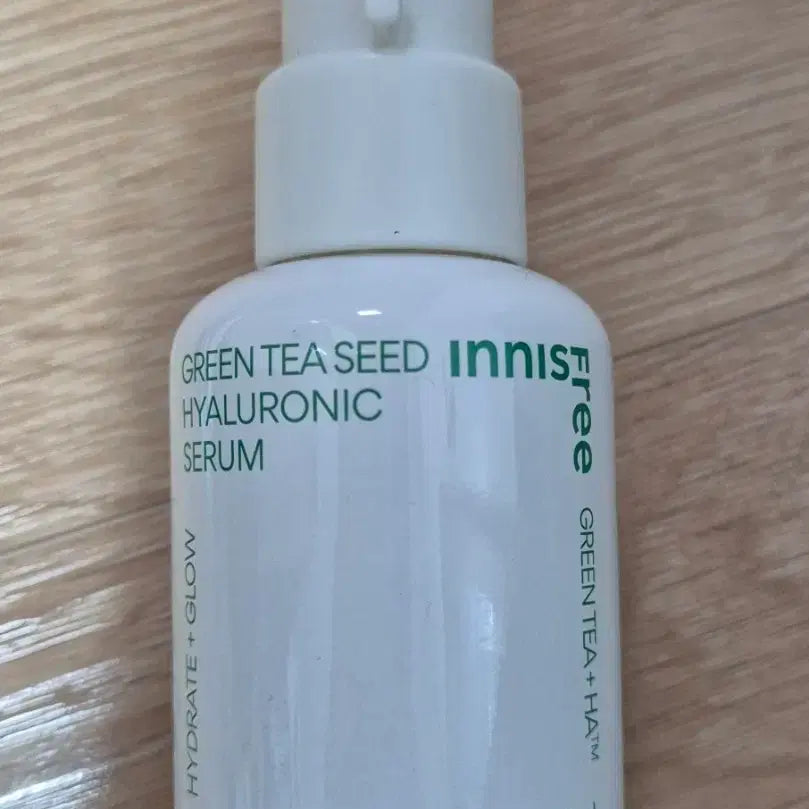 GREEN TEA SEED
HYALURONIC
SERUM
INNISFree
HYDRATE + GLOW
GREEN TEA + HA™